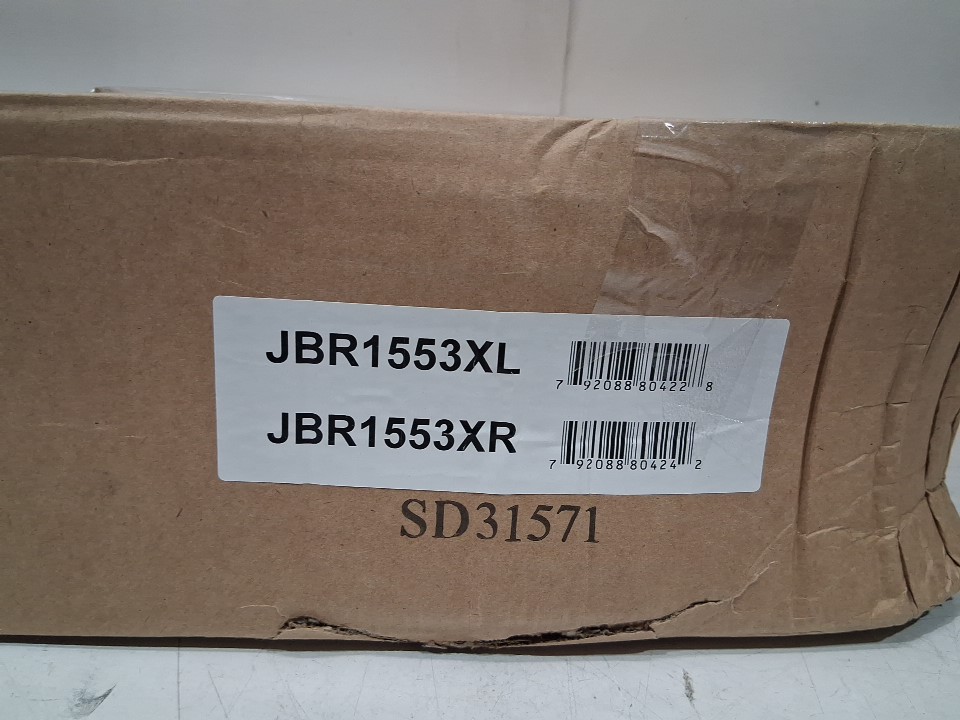 JBR1553XL
7 92088 80422 8
JBR1553XR
7 92088 80424 2
SD31571